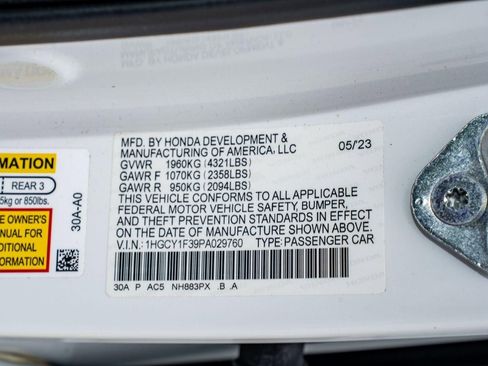 MFD. BY HONDA DEVELOPMENT &
MANUFACTURING OF AMERICA, LLC 05/23
GVWR 1960KG (4321LBS)
GAWR F 1070KG (2358LBS)
GAWR R 950KG (2094LBS)
THIS VEHICLE CONFORMS TO ALL APPLICABLE
FEDERAL MOTOR VEHICLE SAFETY, BUMPER,
AND THEFT PREVENTION STANDARDS IN EFFECT
ON THE DATE OF MANUFACTURE SHOWN ABOVE.
V.I.N.: 1HGCY1F39PA029760 TYPE: PASSENGER CAR
30A P AC5 NH883PX .B .A
REAR 3
5kg or 850lbs.
OWNER'S
30A-A0